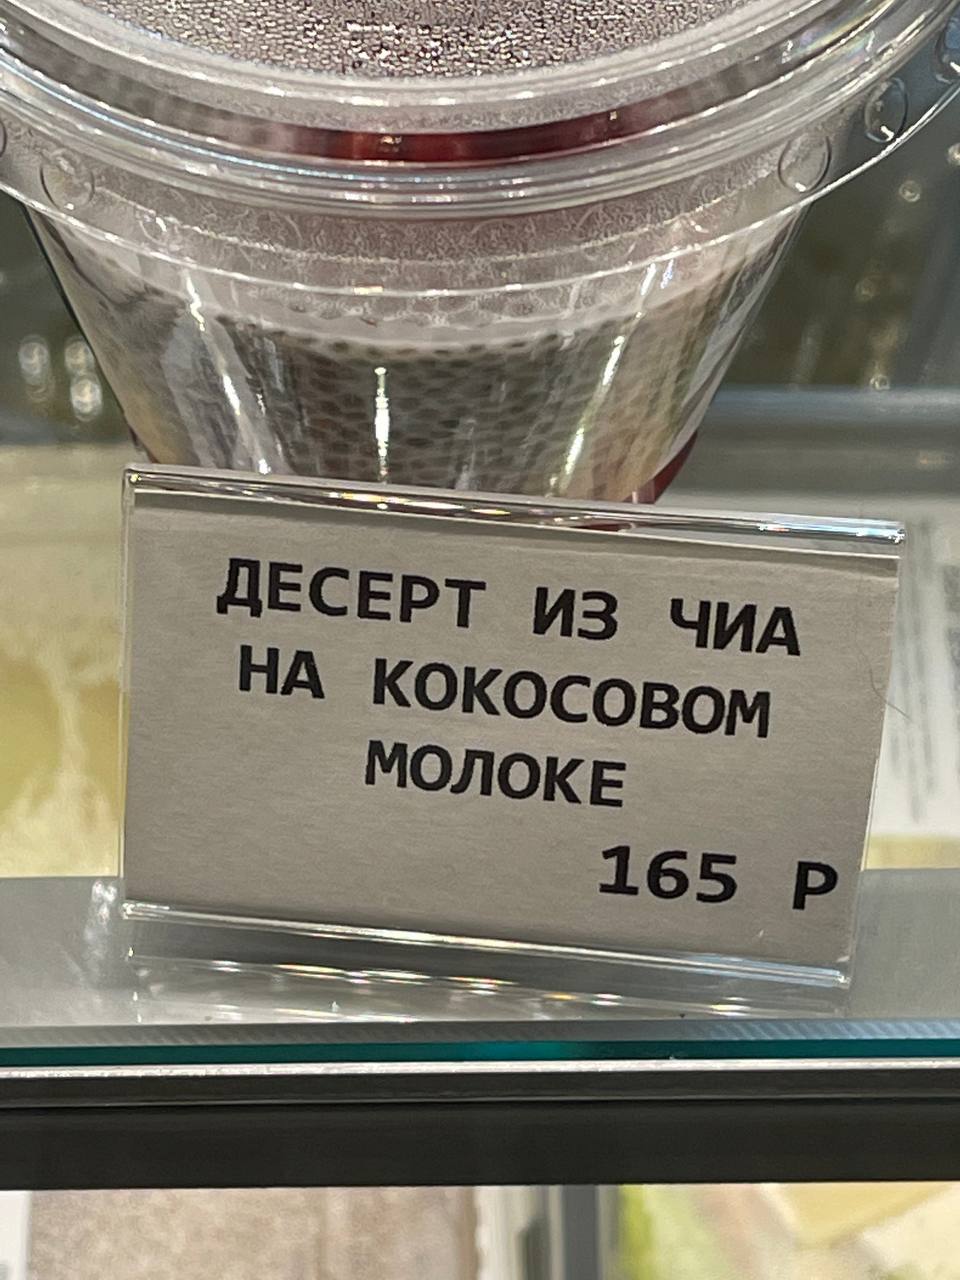 ДЕСЕРТ ИЗ ЧИА
НА КОКОСОВОМ
МОЛОКЕ
165 Р